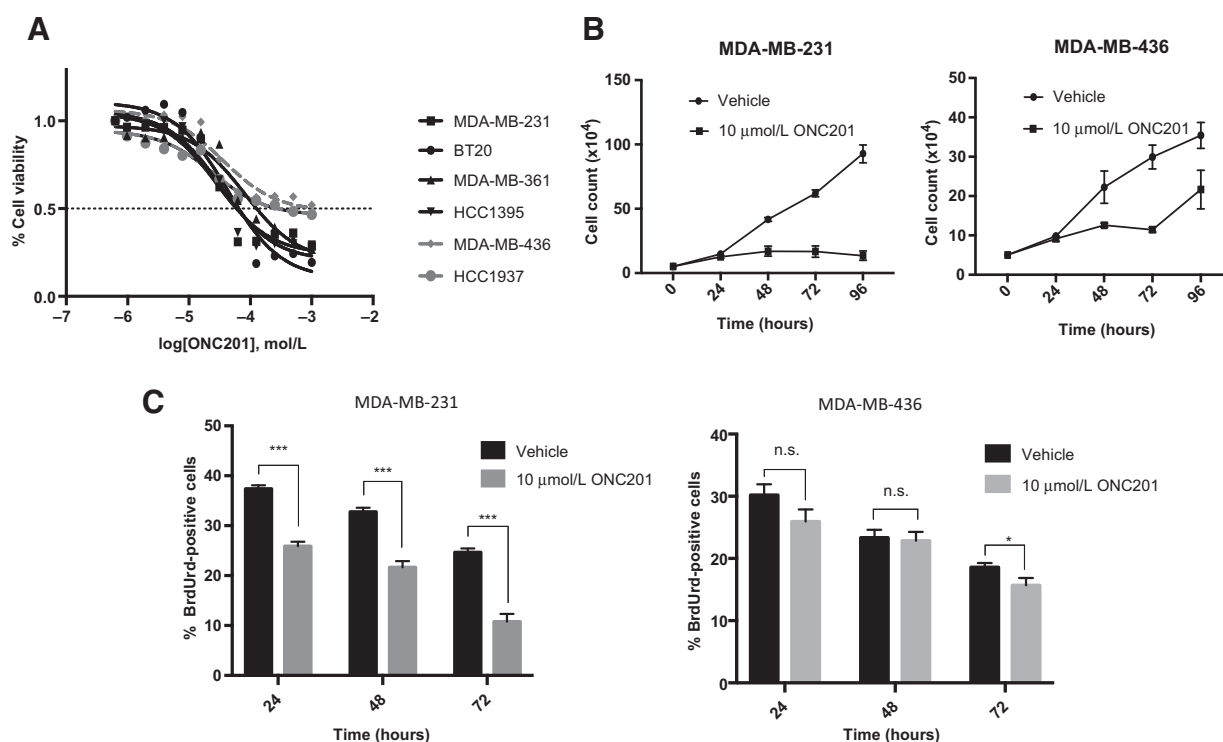 A
% Cell viability
1.0
0.5
0.0
–7 –6 –5 –4 –3 –2
log[ONC201], mol/L
MDA-MB-231
BT20
MDA-MB-361
HCC1395
MDA-MB-436
HCC1937
B
MDA-MB-231
Cell count (x10⁴)
150
100
50
0
Vehicle
10 μmol/L ONC201
0 24 48 72 96
Time (hours)
MDA-MB-436
Cell count (x10⁴)
50
40
30
20
10
0
Vehicle
10 μmol/L ONC201
0 24 48 72 96
Time (hours)
C
MDA-MB-231
% BrdUrd-positive cells
50
40
30
20
10
0
***
***
***
Vehicle
10 μmol/L ONC201
24 48 72
Time (hours)
MDA-MB-436
% BrdUrd-positive cells
40
30
20
10
0
n.s.
n.s.
*
Vehicle
10 μmol/L ONC201
24 48 72
Time (hours)